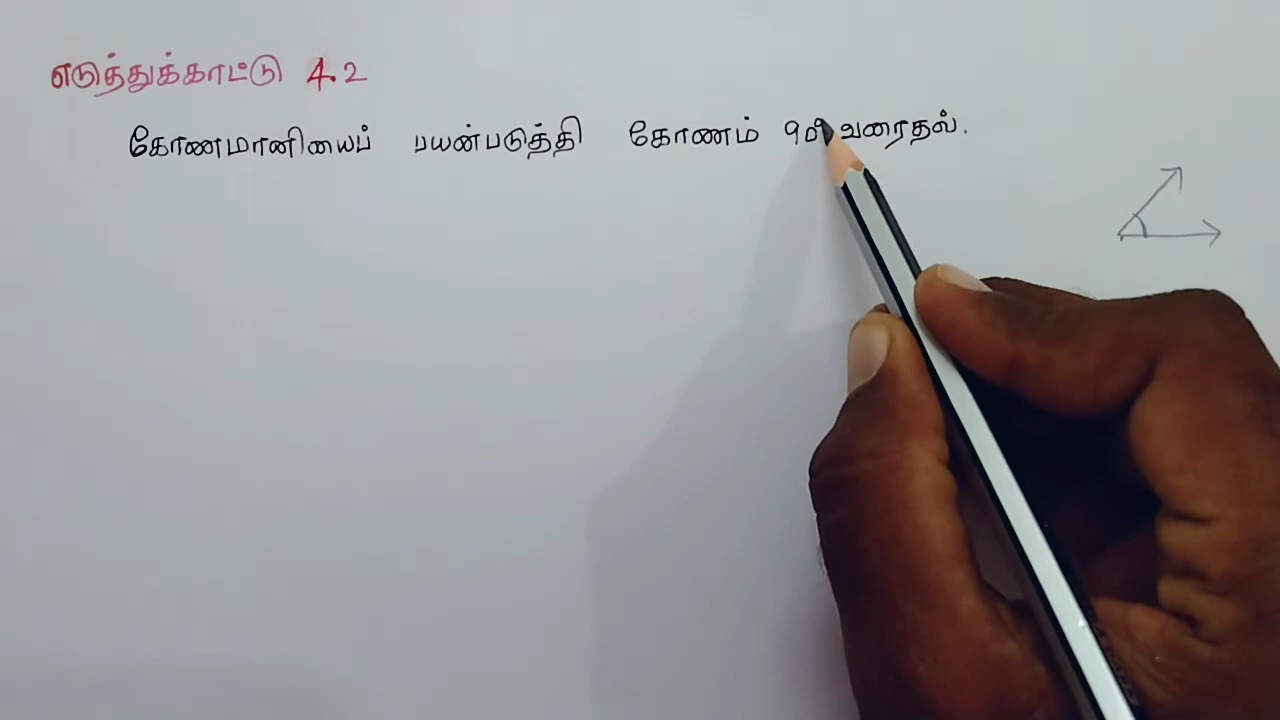 எடுத்துக்காட்டு 4.2
கோணமானியைப் பயன்படுத்தி கோணம் 90° வரைதல்.